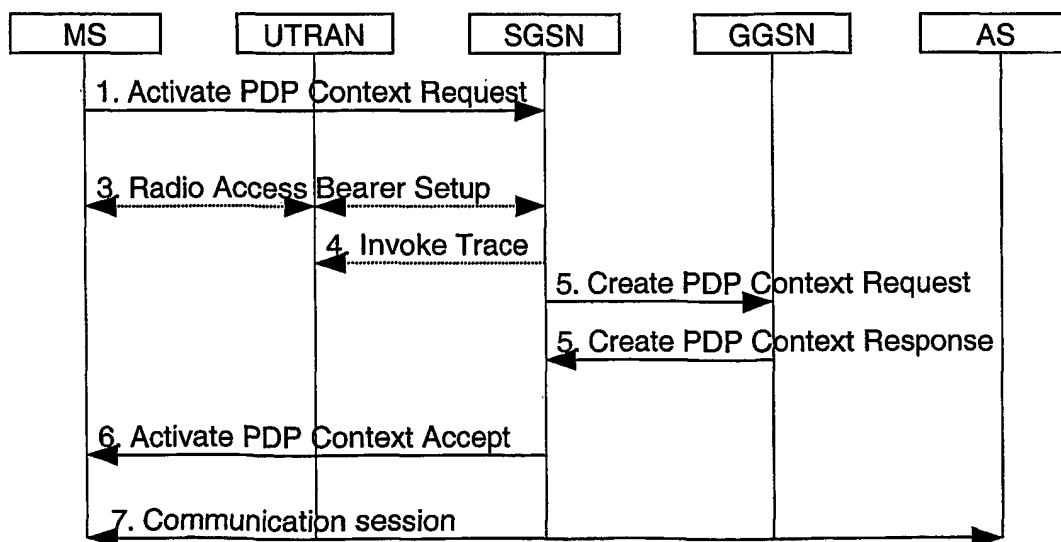 MS UTRAN SGSN GGSN AS
1. Activate PDP Context Request
3. Radio Access Bearer Setup
4. Invoke Trace
5. Create PDP Context Request
5. Create PDP Context Response
6. Activate PDP Context Accept
7. Communication session